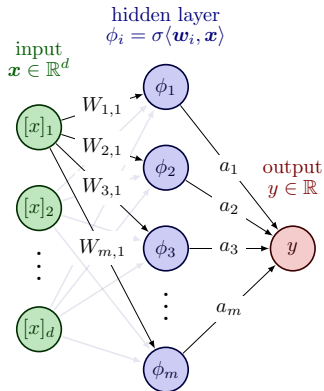 hidden layer
ϕ_i = σ⟨𝒘_i, 𝒙⟩
input
𝒙 ∈ ℝ^d
output
y ∈ ℝ
[x]_1
[x]_2
⋮
[x]_d
W_{1,1}
W_{2,1}
W_{3,1}
W_{m,1}
ϕ_1
ϕ_2
ϕ_3
⋮
ϕ_m
a_1
a_2
a_3
a_m
y